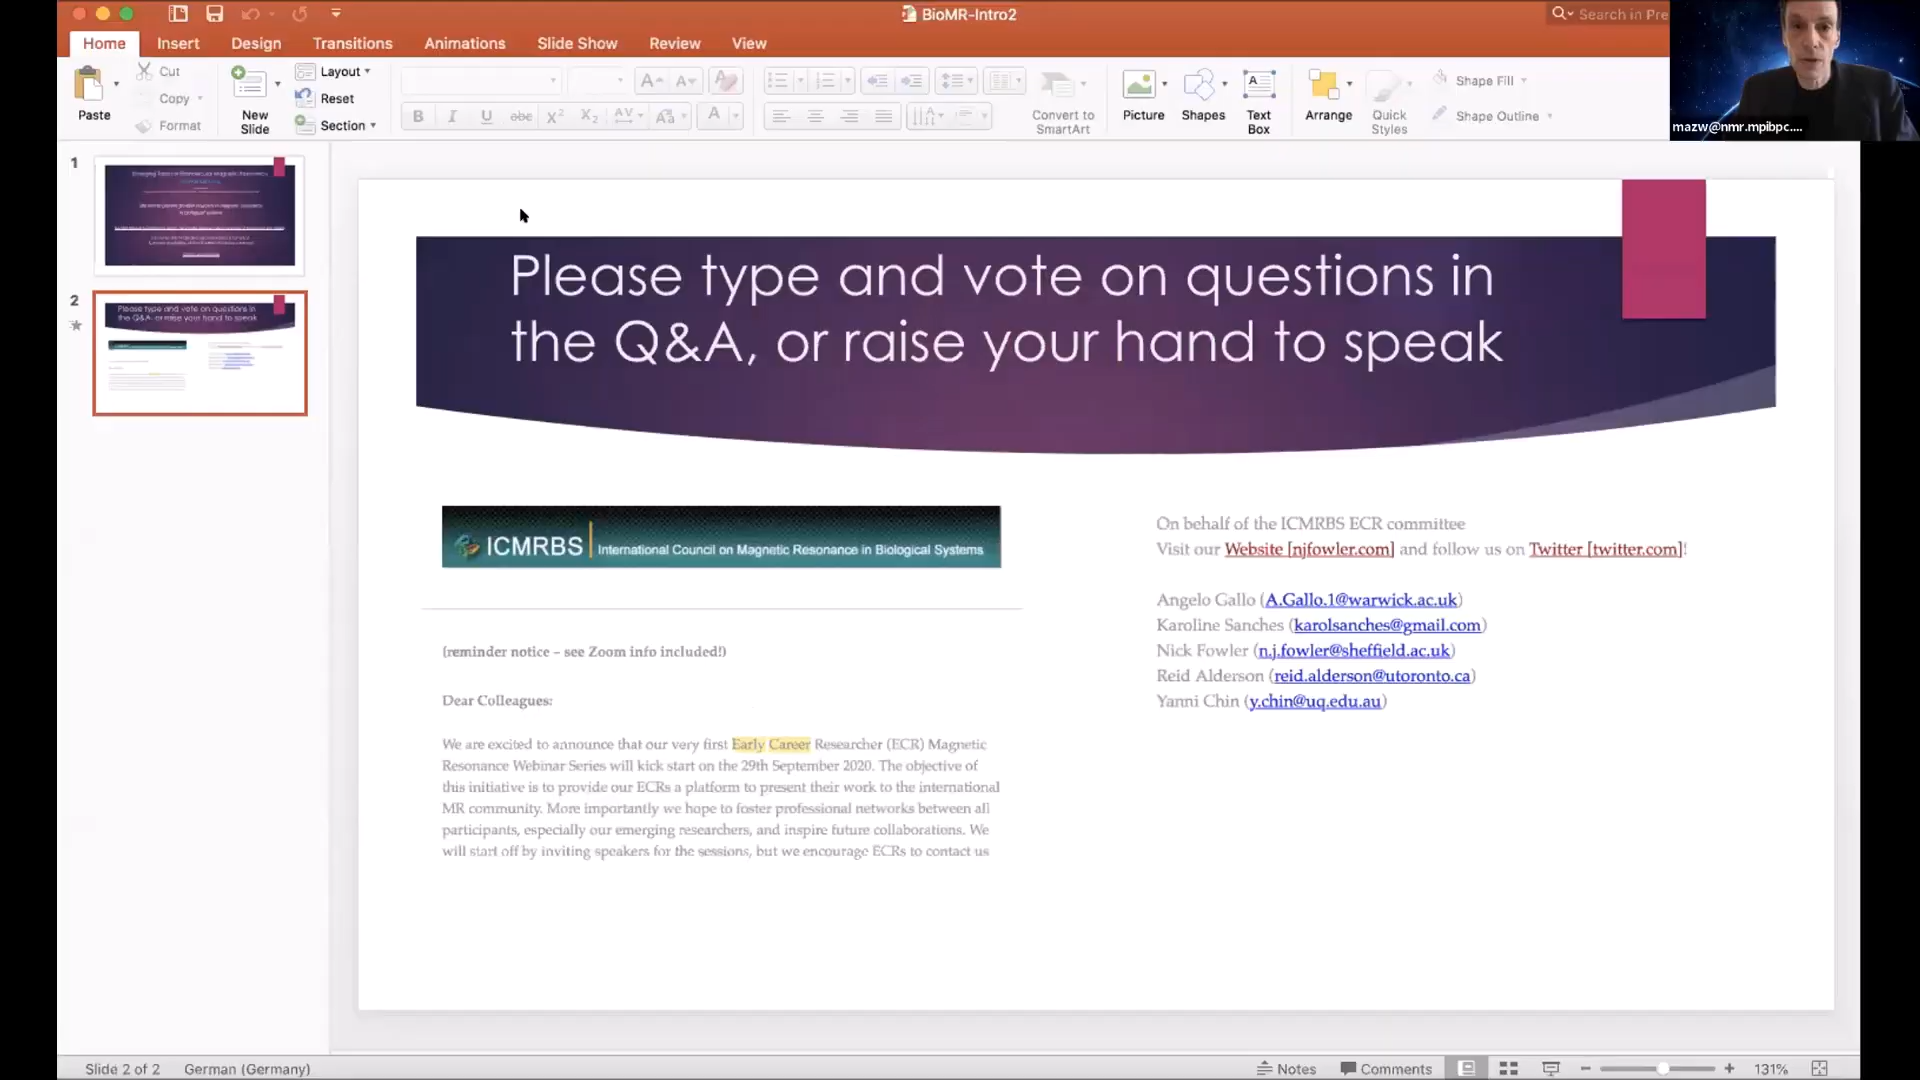 BioMR-Intro2
Search in Pre
Home Insert Design Transitions Animations Slide Show Review View
Paste
Cut
Copy
Format
New Slide
Layout
Reset
Section
Convert to SmartArt
Picture
Shapes
Text Box
Arrange
Quick Styles
Shape Fill
Shape Outline
mazw@nmr.mpibpc....
1
2
Please type and vote on questions in
the Q&A, or raise your hand to speak
ICMRBS International Council on Magnetic Resonance in Biological Systems
(reminder notice – see Zoom info included!)
Dear Colleagues:
We are excited to announce that our very first Early Career Researcher (ECR) Magnetic
Resonance Webinar Series will kick start on the 29th September 2020. The objective of
this initiative is to provide our ECRs a platform to present their work to the international
MR community. More importantly we hope to foster professional networks between all
participants, especially our emerging researchers, and inspire future collaborations. We
will start off by inviting speakers for the sessions, but we encourage ECRs to contact us
On behalf of the ICMRBS ECR committee
Visit our Website [njfowler.com] and follow us on Twitter [twitter.com]!
Angelo Gallo (A.Gallo.1@warwick.ac.uk)
Karoline Sanches (karolsanches@gmail.com)
Nick Fowler (n.j.fowler@sheffield.ac.uk)
Reid Alderson (reid.alderson@utoronto.ca)
Yanni Chin (y.chin@uq.edu.au)
Slide 2 of 2 German (Germany)
Notes Comments 131%